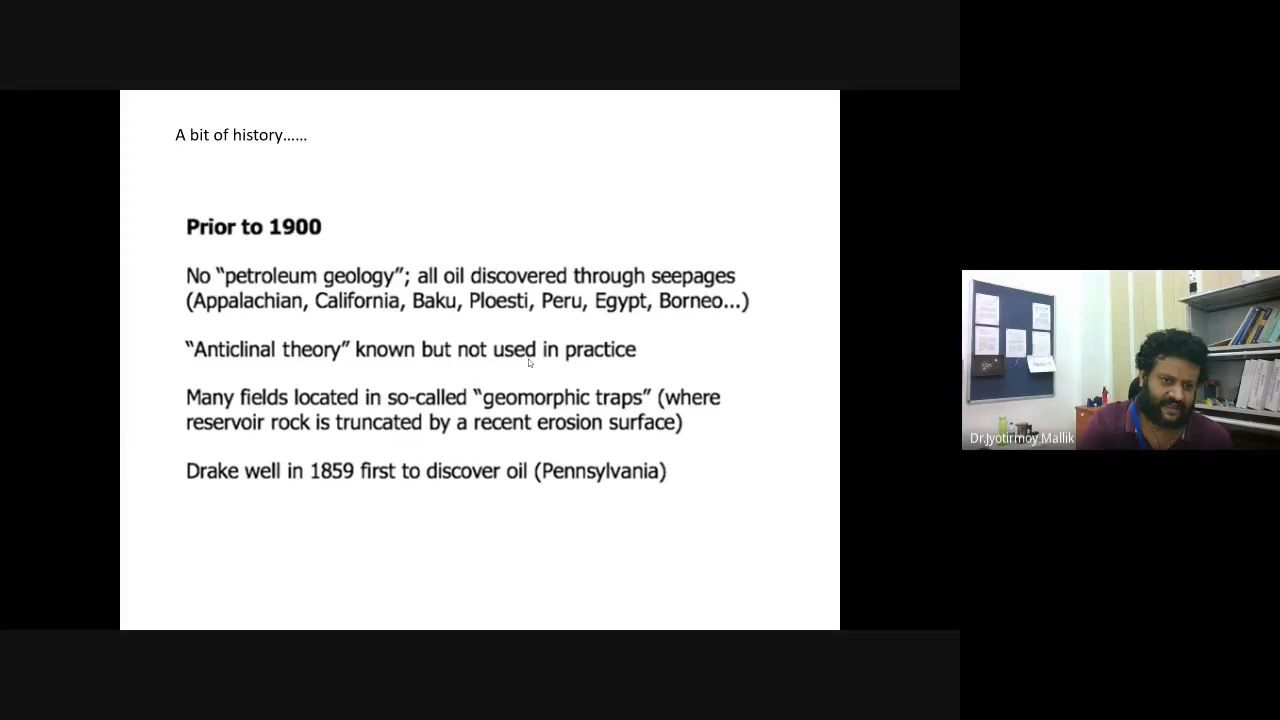 A bit of history......
Prior to 1900
No “petroleum geology”; all oil discovered through seepages
(Appalachian, California, Baku, Ploesti, Peru, Egypt, Borneo...)
“Anticlinal theory” known but not used in practice
Many fields located in so-called “geomorphic traps” (where
reservoir rock is truncated by a recent erosion surface)
Drake well in 1859 first to discover oil (Pennsylvania)
Dr.Jyotirmoy Mallik